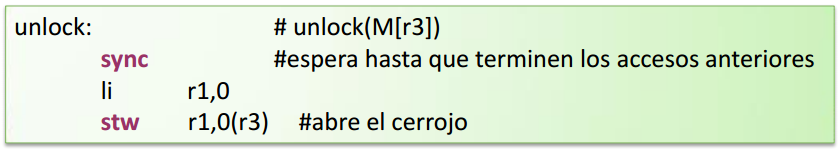 unlock: # unlock(M[r3])
sync #espera hasta que terminen los accesos anteriores
li r1,0
stw r1,0(r3) #abre el cerrojo